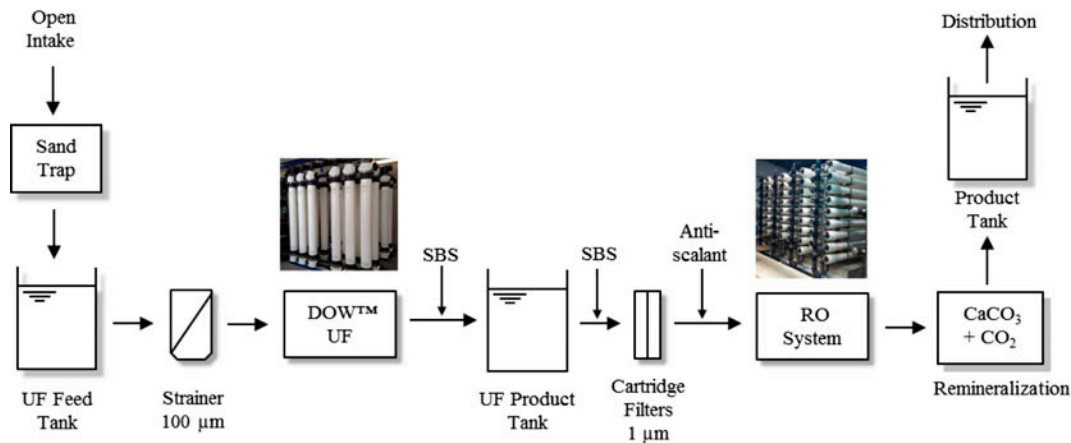 Open
Intake
Sand
Trap
UF Feed
Tank
Strainer
100 µm
DOW™
UF
SBS
UF Product
Tank
SBS
Cartridge
Filters
1 µm
Anti-
scalant
RO
System
CaCO₃
+ CO₂
Remineralization
Product
Tank
Distribution